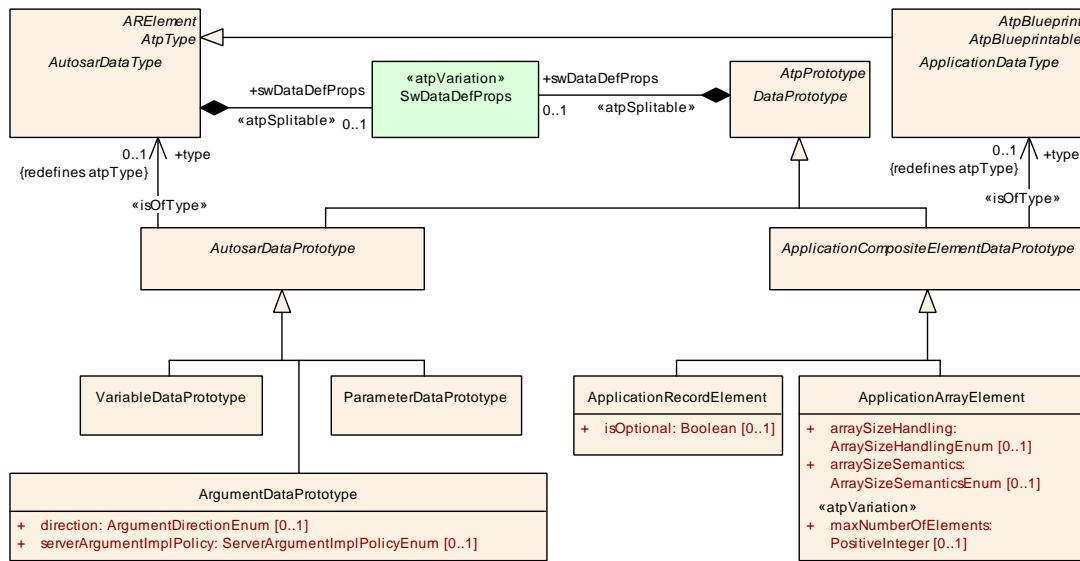 ARElement
AtpType
AutosarDataType
+swDataDefProps
«atpSplitable»
0..1
«atpVariation»
SwDataDefProps
+swDataDefProps
0..1
«atpSplitable»
AtpPrototype
DataPrototype
AtpBlueprint
AtpBlueprintable
ApplicationDataType
0..1
+type
{redefines atpType}
«isOfType»
0..1
+type
{redefines atpType}
«isOfType»
AutosarDataPrototype
ApplicationCompositeElementDataPrototype
VariableDataPrototype
ParameterDataPrototype
ApplicationRecordElement
+ isOptional: Boolean [0..1]
ApplicationArrayElement
+ arraySizeHandling:
ArraySizeHandlingEnum [0..1]
+ arraySizeSemantics:
ArraySizeSemanticsEnum [0..1]
«atpVariation»
+ maxNumberOfElements:
PositiveInteger [0..1]
ArgumentDataPrototype
+ direction: ArgumentDirectionEnum [0..1]
+ serverArgumentImplPolicy: ServerArgumentImplPolicyEnum [0..1]